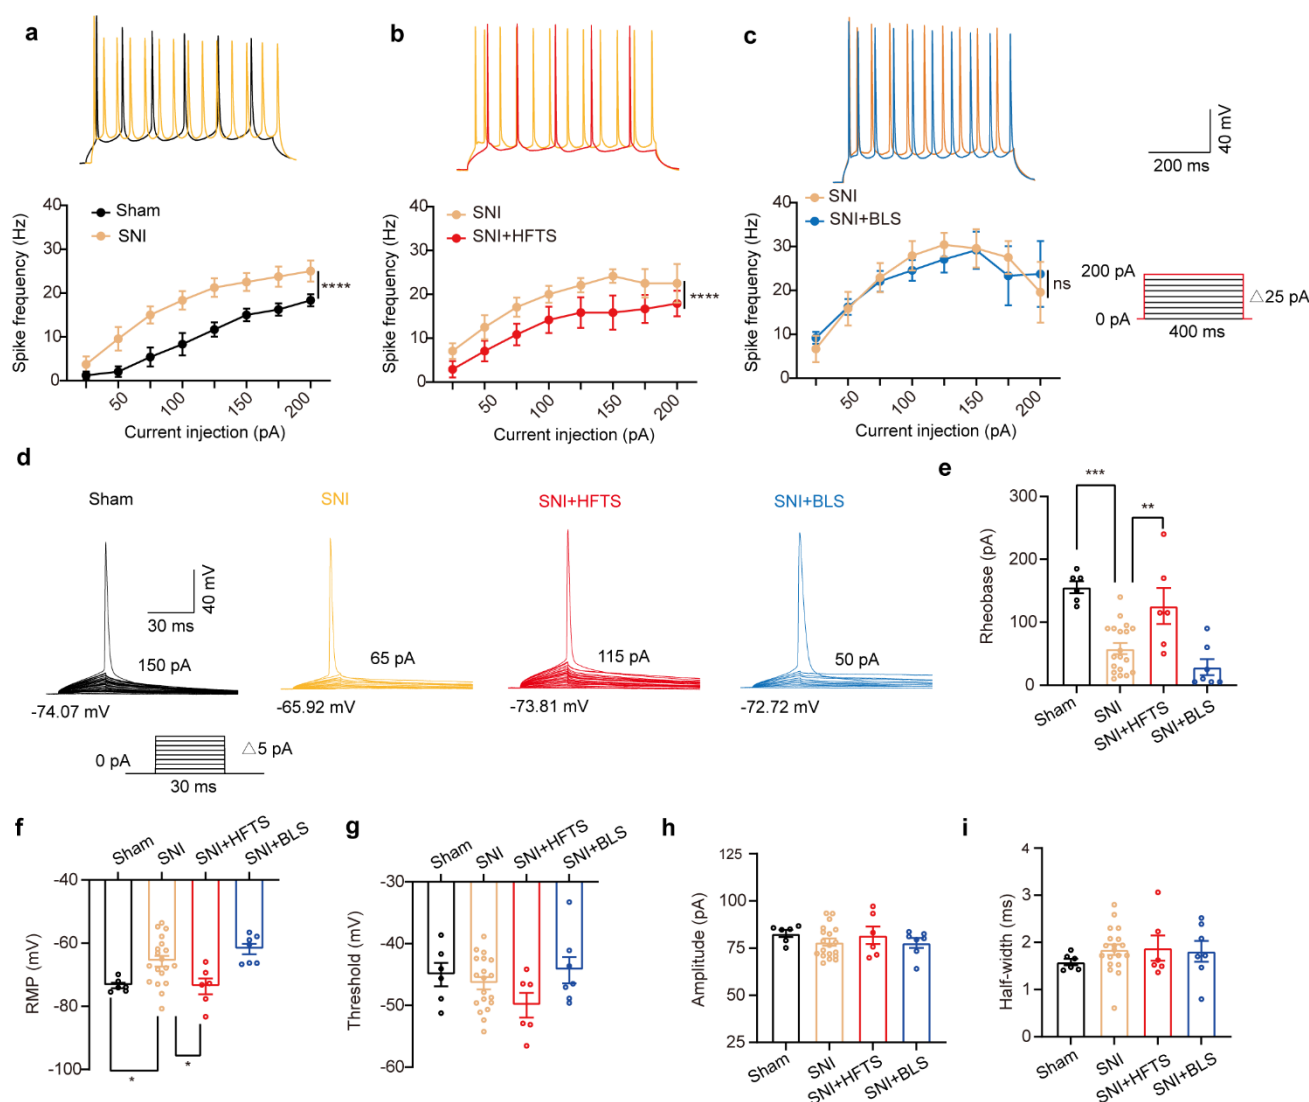 a
b
c
40 mV
200 ms
Spike frequency (Hz)
40
30
20
10
0
Sham
SNI
****
50
100
150
200
Current injection (pA)
Spike frequency (Hz)
40
30
20
10
0
SNI
SNI+HFTS
****
50
100
150
200
Current injection (pA)
Spike frequency (Hz)
40
30
20
10
0
SNI
SNI+BLS
ns
50
100
150
200
Current injection (pA)
200 pA
0 pA
△25 pA
400 ms
d
Sham
SNI
SNI+HFTS
SNI+BLS
40 mV
30 ms
150 pA
65 pA
115 pA
50 pA
-74.07 mV
-65.92 mV
-73.81 mV
-72.72 mV
0 pA
△5 pA
30 ms
e
Rheobase (pA)
300
200
100
0
***
**
Sham
SNI
SNI+HFTS
SNI+BLS
f
Sham
SNI
SNI+HFTS
SNI+BLS
RMP (mV)
-40
-60
-80
-100
*
*
g
Sham
SNI
SNI+HFTS
SNI+BLS
Threshold (mV)
-30
-40
-50
-60
h
Amplitude (pA)
125
100
75
50
25
Sham
SNI
SNI+HFTS
SNI+BLS
i
Half-width (ms)
4
3
2
1
0
Sham
SNI
SNI+HFTS
SNI+BLS